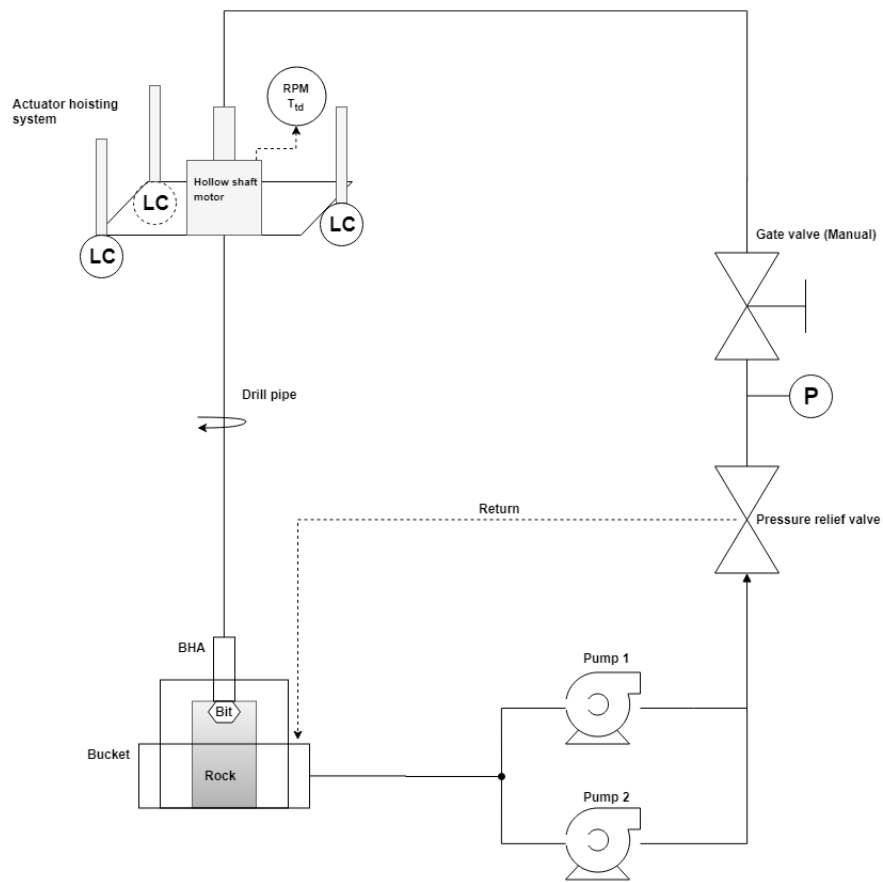 RPM
T_td
Actuator hoisting
system
Hollow shaft
motor
LC
LC
LC
Gate valve (Manual)
Drill pipe
P
Return
Pressure relief valve
BHA
Pump 1
Bit
Bucket
Rock
Pump 2